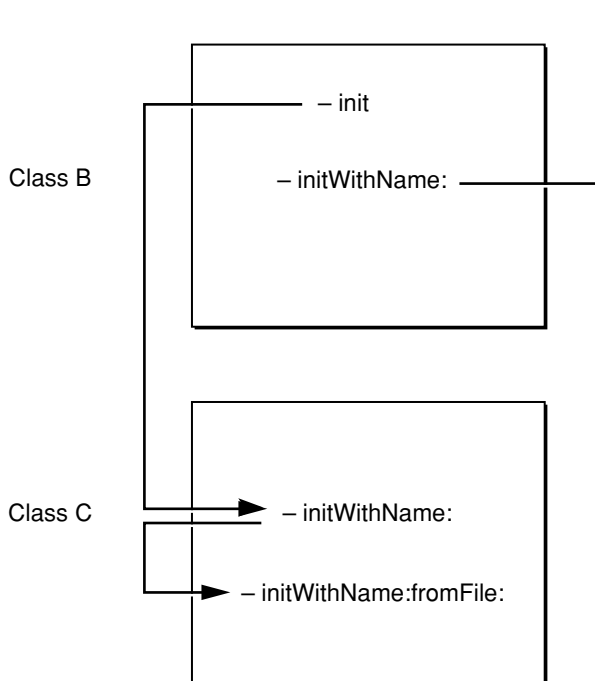 – init
Class B
– initWithName:
Class C
– initWithName:
– initWithName:fromFile: